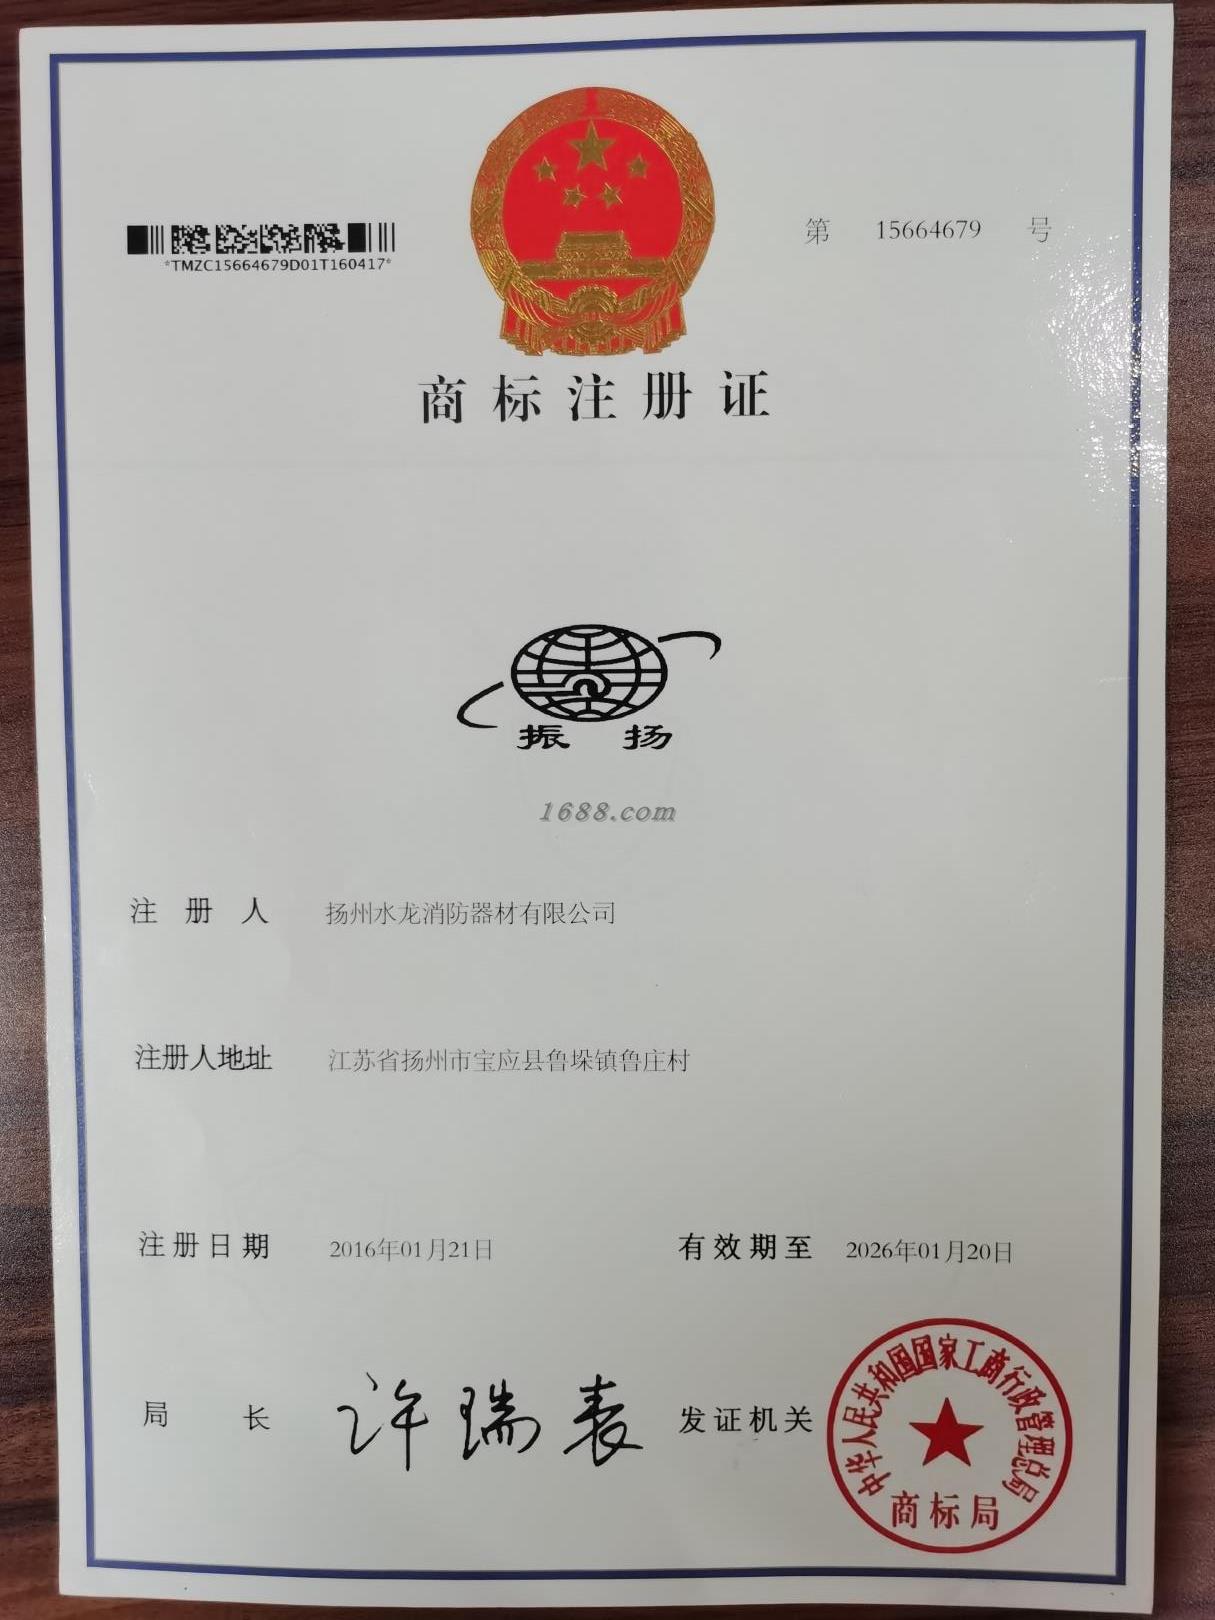 第 15664679 号
*TMZC15664679D01T160417*
商标注册证
振扬
1688.com
注册人 扬州水龙消防器材有限公司
注册人地址 江苏省扬州市宝应县鲁垛镇鲁庄村
注册日期 2016年01月21日 有效期至 2026年01月20日
局长 许瑞表 发证机关
中华人民共和国国家工商行政管理总局
商标局